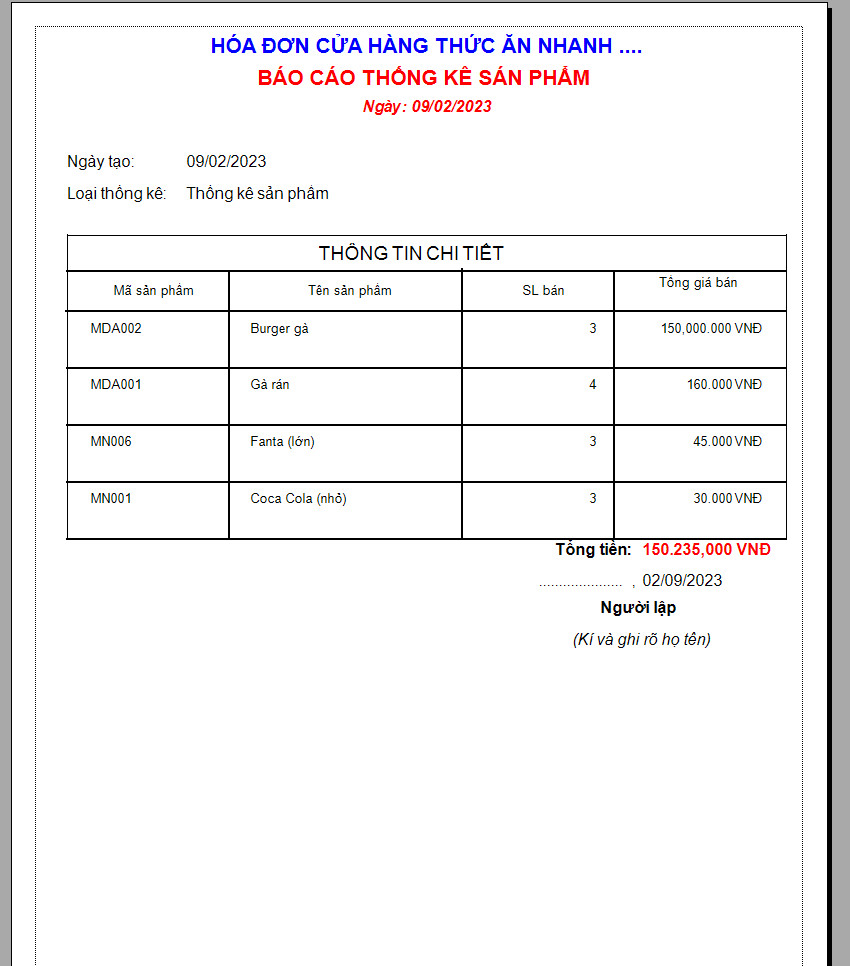 HÓA ĐƠN CỬA HÀNG THỨC ĂN NHANH ....
BÁO CÁO THỐNG KÊ SẢN PHẨM
Ngày: 09/02/2023
Ngày tạo: 09/02/2023
Loại thống kê: Thống kê sản phẩm
THÔNG TIN CHI TIẾT
Mã sản phẩm Tên sản phẩm SL bán Tổng giá bán
MDA002 Burger gà 3 150,000.000 VNĐ
MDA001 Gà rán 4 160.000 VNĐ
MN006 Fanta (lớn) 3 45.000 VNĐ
MN001 Coca Cola (nhỏ) 3 30.000 VNĐ
Tổng tiền: 150.235,000 VNĐ
..................... , 02/09/2023
Người lập
(Kí và ghi rõ họ tên)